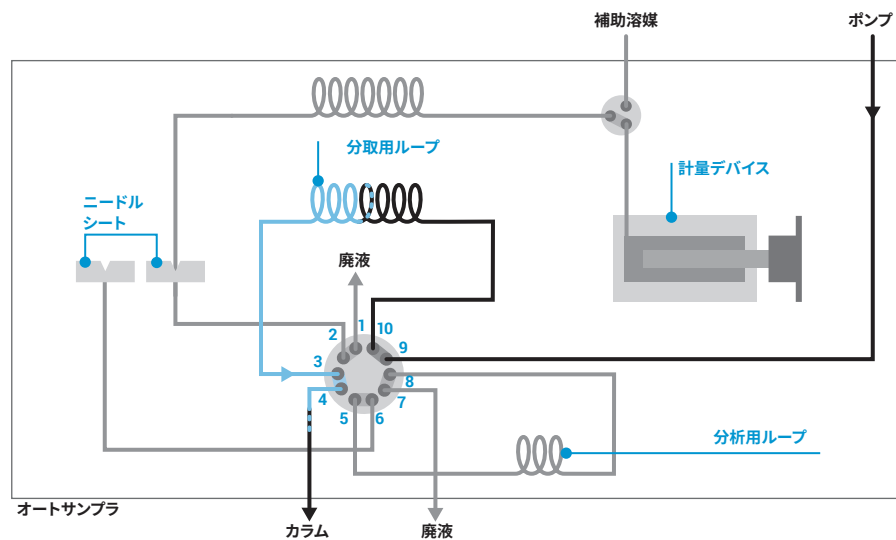 補助溶媒
ポンプ
分取用ループ
計量デバイス
ニードル
シート
廃液
1
10
2
9
3
8
4
7
5
6
分析用ループ
オートサンプラ
カラム
廃液